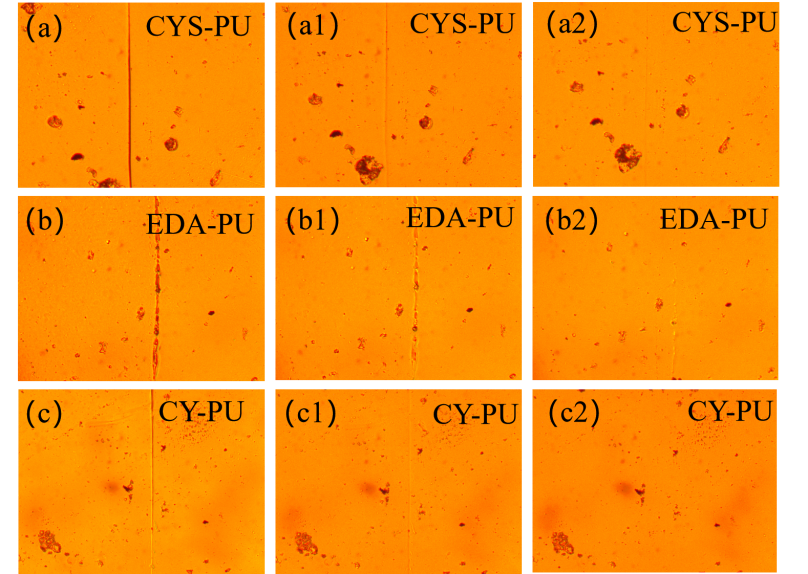 (a) CYS-PU
(a1) CYS-PU
(a2) CYS-PU
(b) EDA-PU
(b1) EDA-PU
(b2) EDA-PU
(c) CY-PU
(c1) CY-PU
(c2) CY-PU